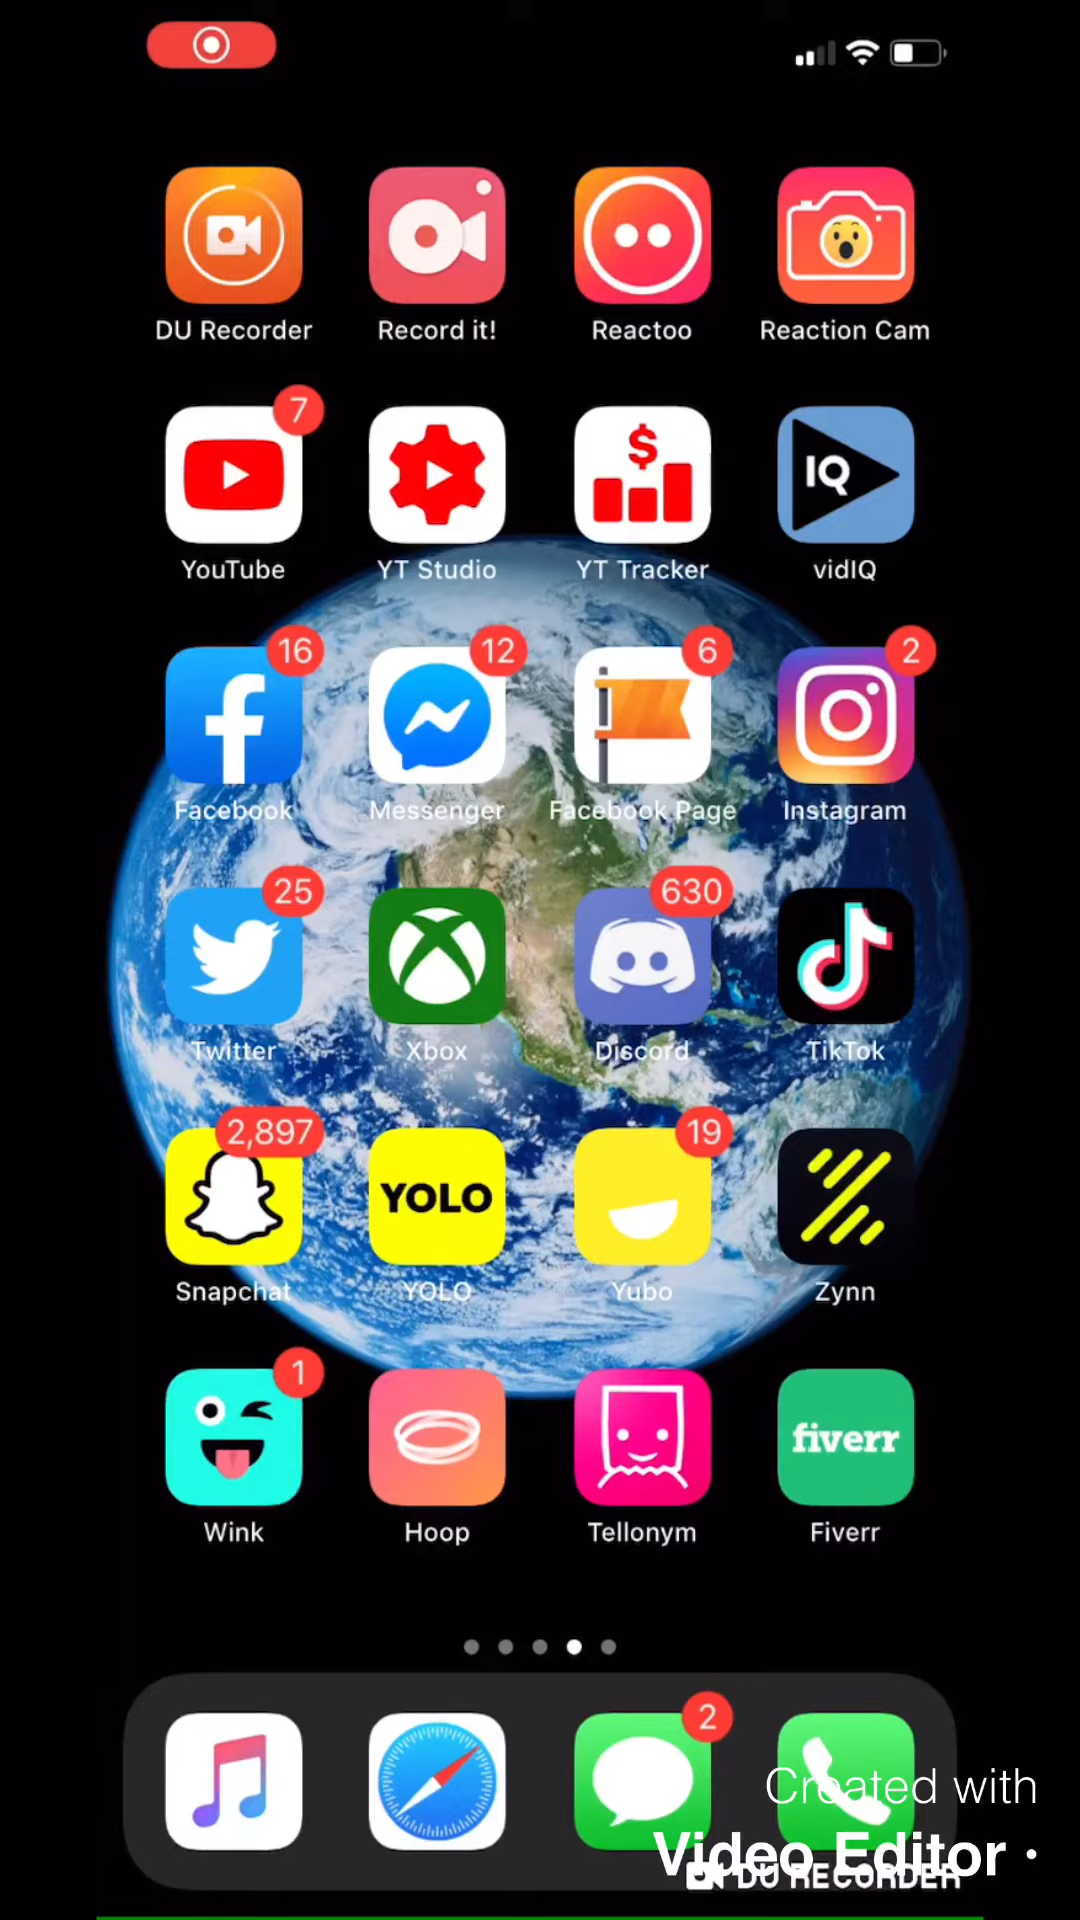 DU Recorder Record it! Reactoo Reaction Cam
7
$ IQ
YouTube YT Studio YT Tracker vidIQ
16 12 6 2
Facebook Messenger Facebook Page Instagram
25 630
Twitter Xbox Discord TikTok
2,897 19
YOLO
Snapchat YOLO Yubo Zynn
1
fiverr
Wink Hoop Tellonym Fiverr
2
Created with
Video Editor
DU RECORDER